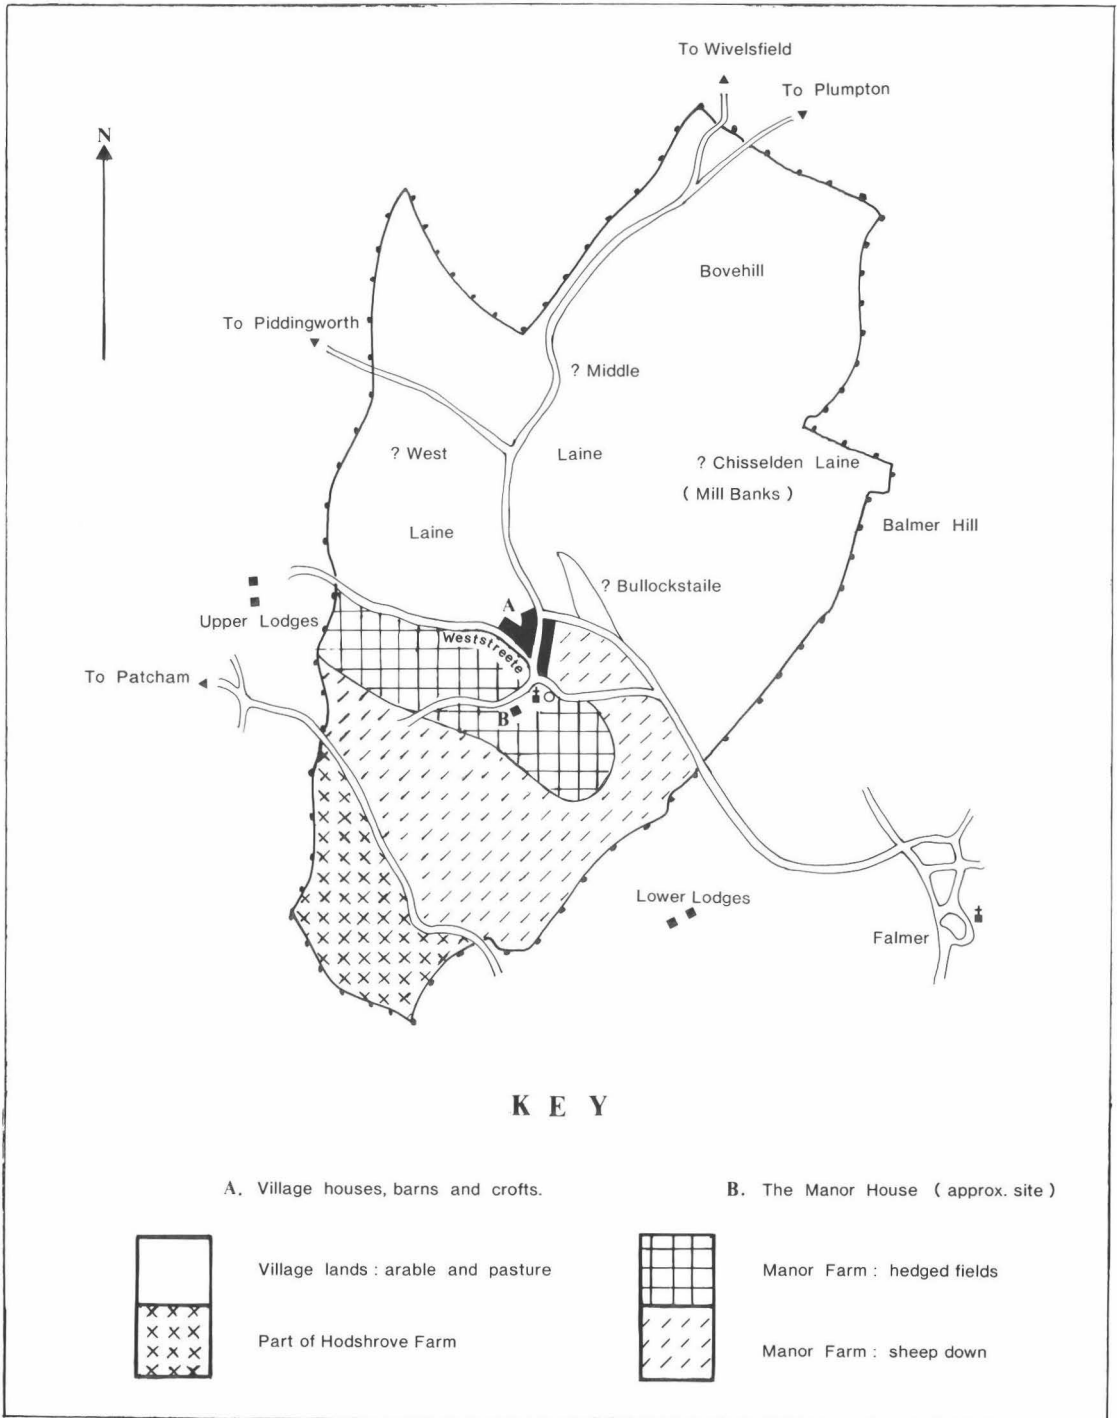 To Wivelsfield
To Plumpton
N
Bovehill
To Piddingworth
? Middle
? West
Laine
? Chisselden Laine
( Mill Banks )
Balmer Hill
Laine
? Bullockstaile
A
Upper Lodges
Weststreete
To Patcham
B
Lower Lodges
Falmer
KEY
A. Village houses, barns and crofts.
B. The Manor House ( approx. site )
Village lands : arable and pasture
Manor Farm : hedged fields
Part of Hodshrove Farm
Manor Farm : sheep down